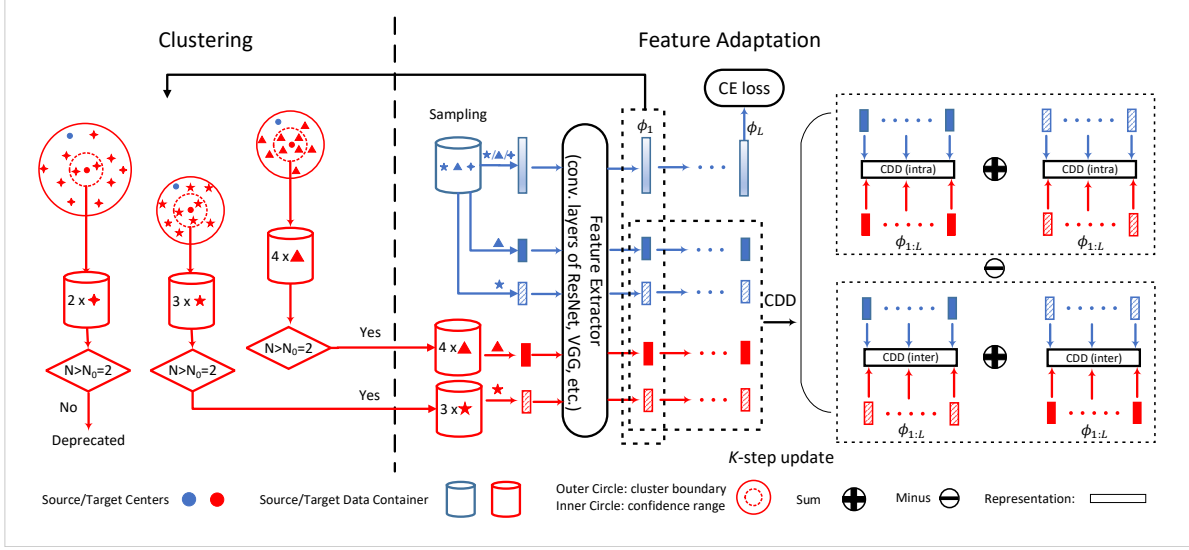 Clustering
Feature Adaptation
CE loss
Sampling
ϕ₁
ϕ_L
★/▲/✦
▲
★
Feature Extractor
(conv. layers of ResNet, VGG, etc.)
CDD
CDD (intra)
CDD (intra)
ϕ₁:L
ϕ₁:L
CDD (inter)
CDD (inter)
ϕ₁:L
ϕ₁:L
2 x ✦
3 x ★
4 x ▲
N>N₀=2
N>N₀=2
N>N₀=2
No
Deprecated
Yes
Yes
4 x ▲
3 x ★
▲
★
K-step update
Source/Target Centers
Source/Target Data Container
Outer Circle: cluster boundary
Inner Circle: confidence range
Sum
Minus
Representation: